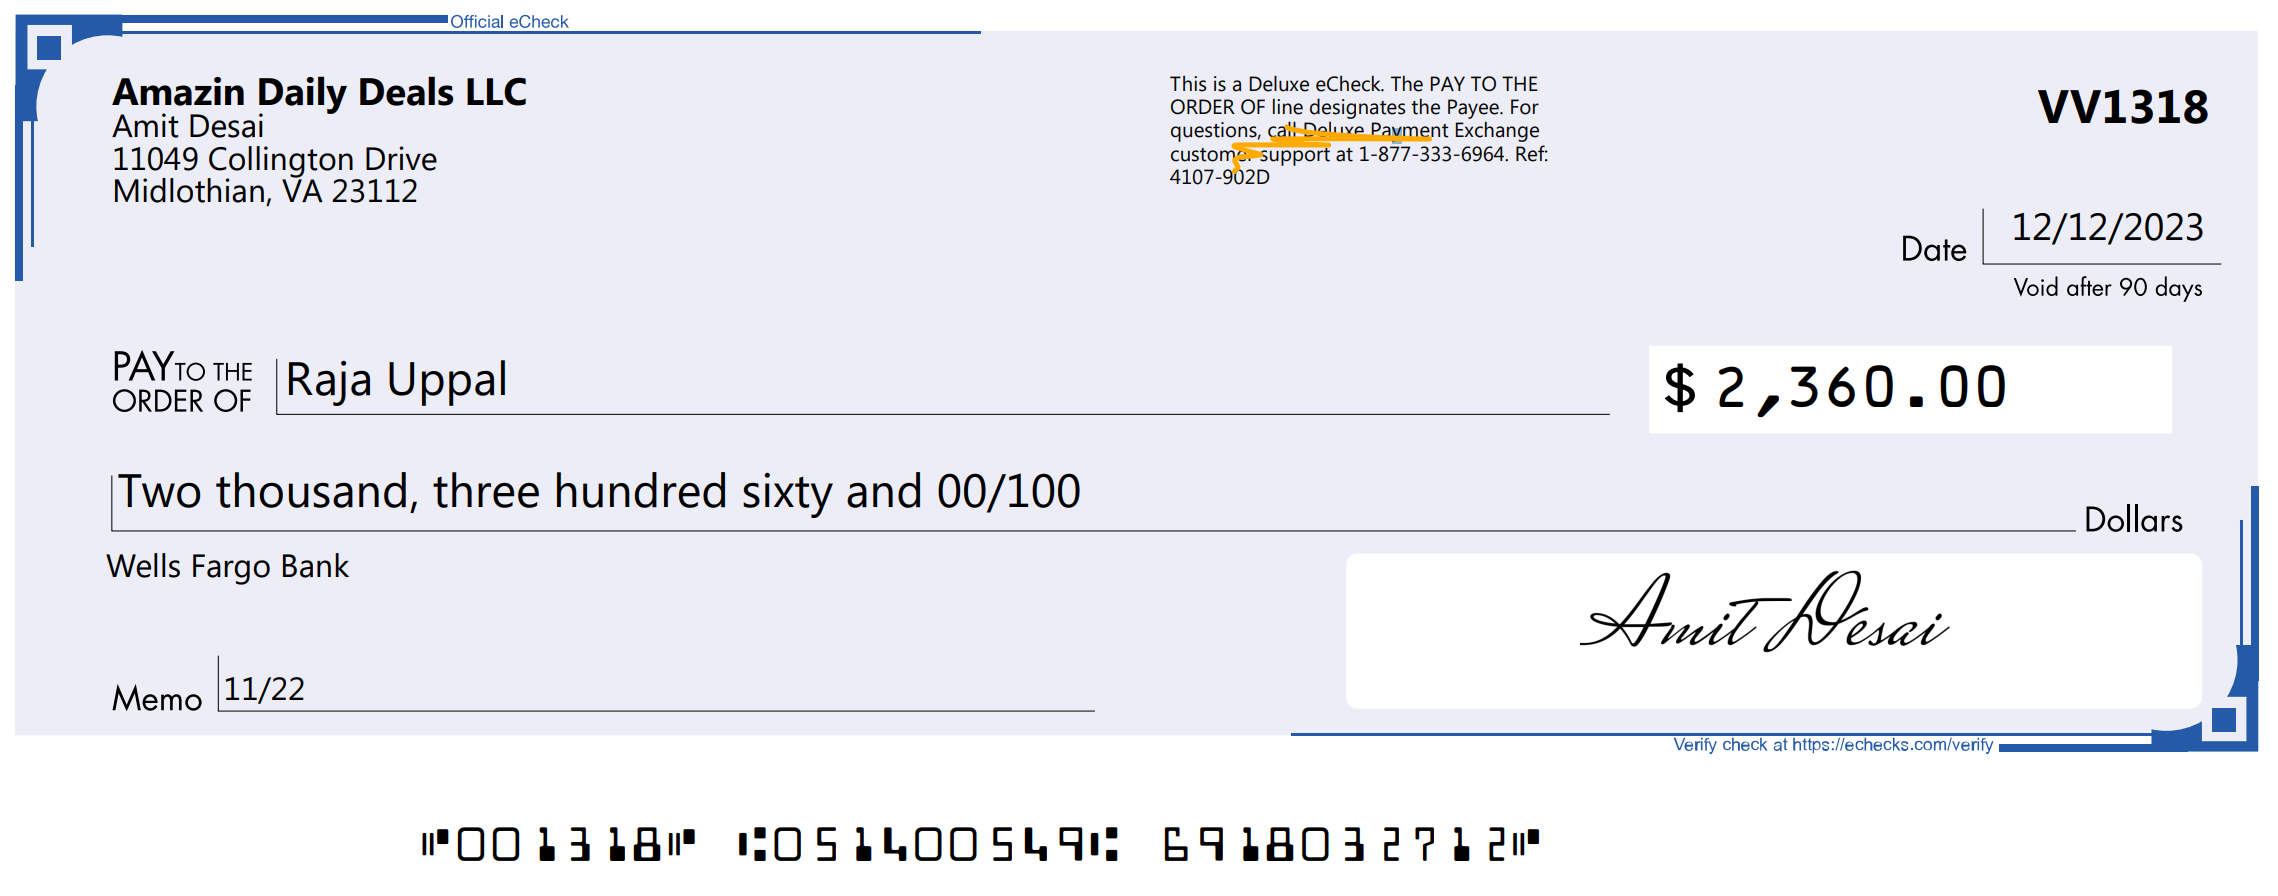 Official eCheck
Amazin Daily Deals LLC
Amit Desai
11049 Collington Drive
Midlothian, VA 23112
This is a Deluxe eCheck. The PAY TO THE
ORDER OF line designates the Payee. For
questions, call Deluxe Payment Exchange
customer support at 1-877-333-6964. Ref:
4107-902D
VV1318
Date 12/12/2023
Void after 90 days
PAY TO THE
ORDER OF Raja Uppal
$ 2,360.00
Two thousand, three hundred sixty and 00/100
Dollars
Wells Fargo Bank
Amit Desai
Memo 11/22
Verify check at https://echecks.com/verify
⑈001318⑈ ⑆051400549⑆ 6918032712⑈